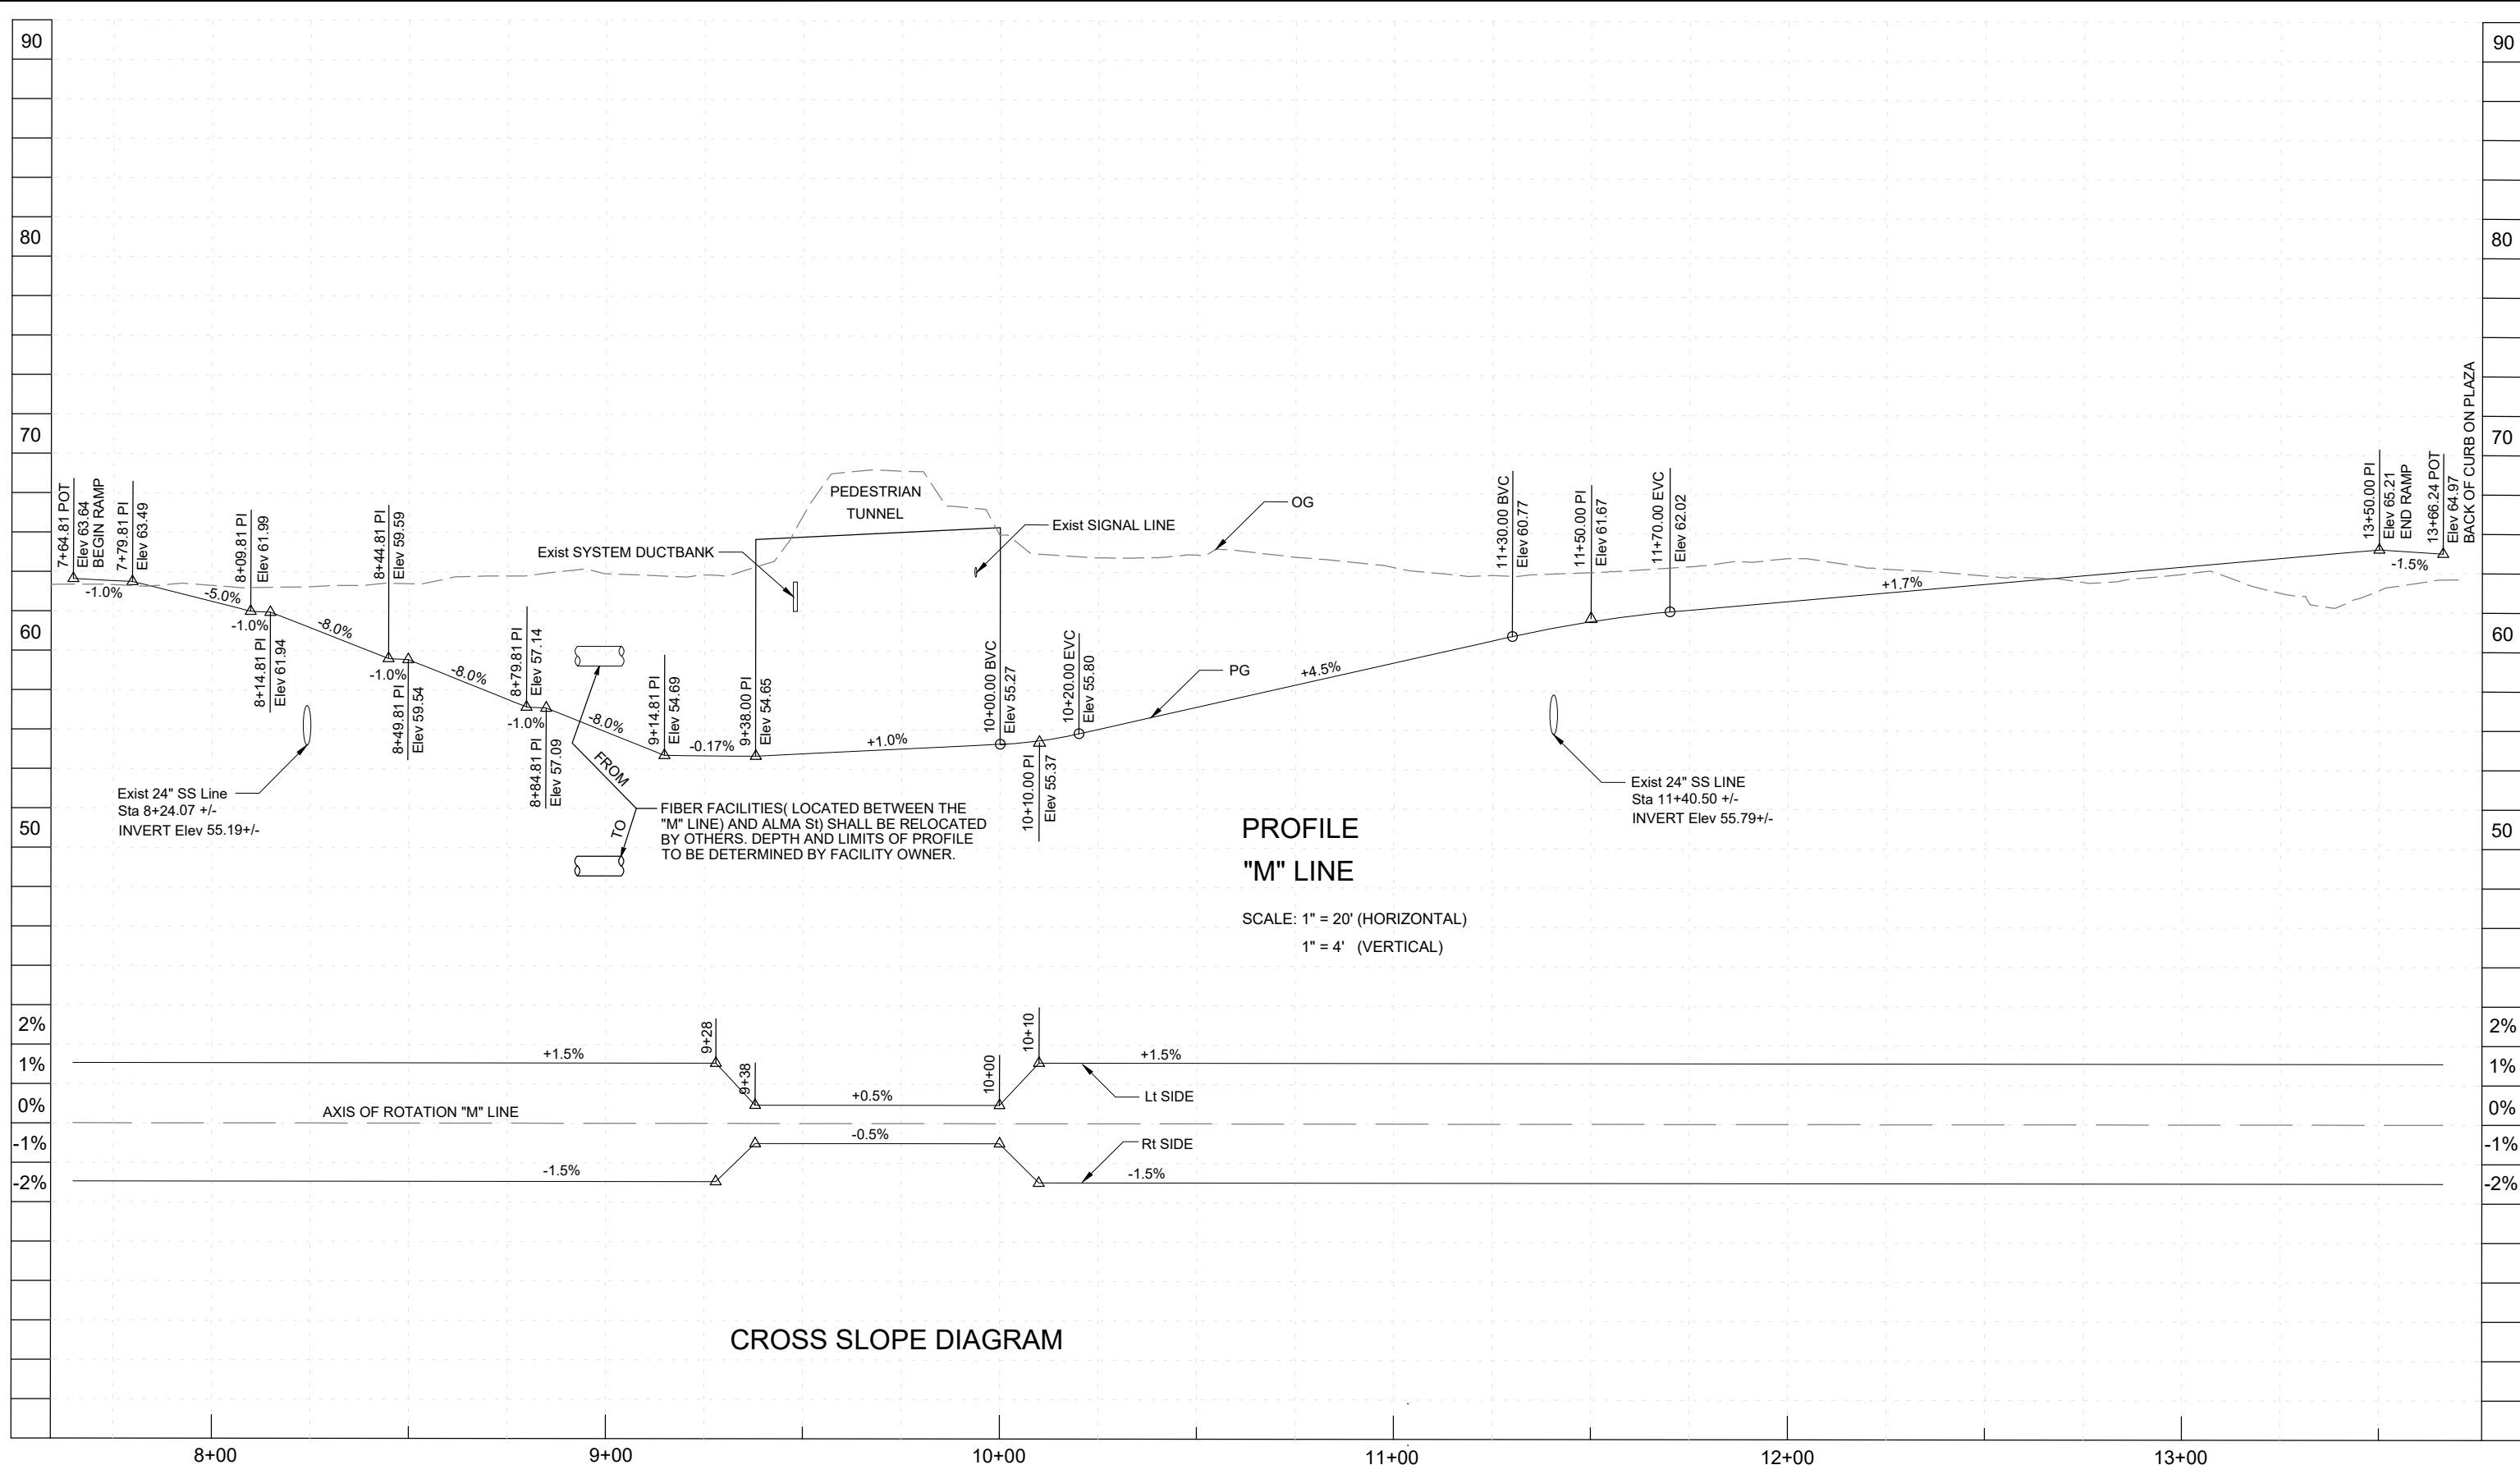 90
80
70
60
50
2%
1%
0%
-1%
-2%
90
80
70
60
50
2%
1%
0%
-1%
-2%
7+64.81 POT
Elev 63.64
BEGIN RAMP
7+79.81 PI
Elev 63.49
8+09.81 PI
Elev 61.99
8+14.81 PI
Elev 61.94
8+44.81 PI
Elev 59.59
8+49.81 PI
Elev 59.54
8+79.81 PI
Elev 57.14
8+84.81 PI
Elev 57.09
9+14.81 PI
Elev 54.69
9+38.00 PI
Elev 54.65
10+00.00 BVC
Elev 55.27
10+10.00 PI
Elev 55.37
10+20.00 EVC
Elev 55.80
11+30.00 BVC
Elev 60.77
11+50.00 PI
Elev 61.67
11+70.00 EVC
Elev 62.02
13+50.00 PI
Elev 65.21
END RAMP
13+66.24 POT
Elev 64.97
BACK OF CURB ON PLAZA
-1.0%
-5.0%
-1.0%
-8.0%
-1.0%
-8.0%
-1.0%
-8.0%
-0.17%
+1.0%
+4.5%
+1.7%
-1.5%
PEDESTRIAN
TUNNEL
Exist SYSTEM DUCTBANK
Exist SIGNAL LINE
OG
PG
Exist 24" SS Line
Sta 8+24.07 +/-
INVERT Elev 55.19+/-
FROM
TO
FIBER FACILITIES( LOCATED BETWEEN THE
"M" LINE) AND ALMA St) SHALL BE RELOCATED
BY OTHERS. DEPTH AND LIMITS OF PROFILE
TO BE DETERMINED BY FACILITY OWNER.
Exist 24" SS LINE
Sta 11+40.50 +/-
INVERT Elev 55.79+/-
PROFILE
"M" LINE
SCALE: 1" = 20' (HORIZONTAL)
1" = 4' (VERTICAL)
+1.5%
9+28
9+38
+0.5%
10+00
10+10
+1.5%
Lt SIDE
AXIS OF ROTATION "M" LINE
-0.5%
Rt SIDE
-1.5%
-1.5%
CROSS SLOPE DIAGRAM
8+00
9+00
10+00
11+00
12+00
13+00